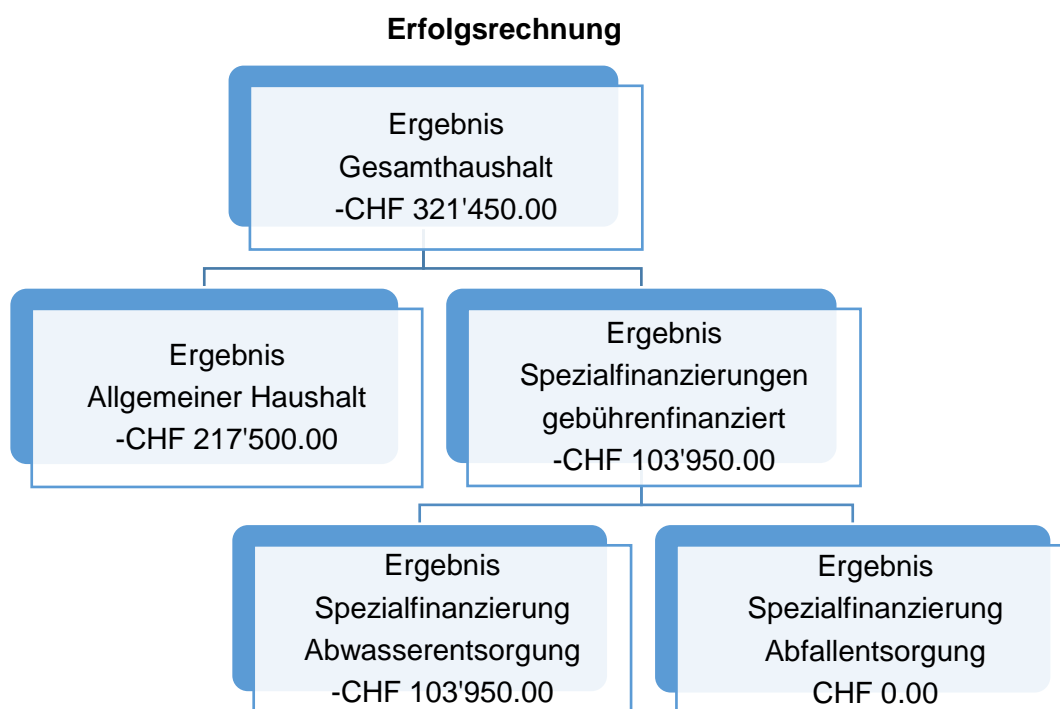 Erfolgsrechnung
Ergebnis
Gesamthaushalt
-CHF 321'450.00
Ergebnis
Allgemeiner Haushalt
-CHF 217'500.00
Ergebnis
Spezialfinanzierungen
gebührenfinanziert
-CHF 103'950.00
Ergebnis
Spezialfinanzierung
Abwasserentsorgung
-CHF 103'950.00
Ergebnis
Spezialfinanzierung
Abfallentsorgung
CHF 0.00